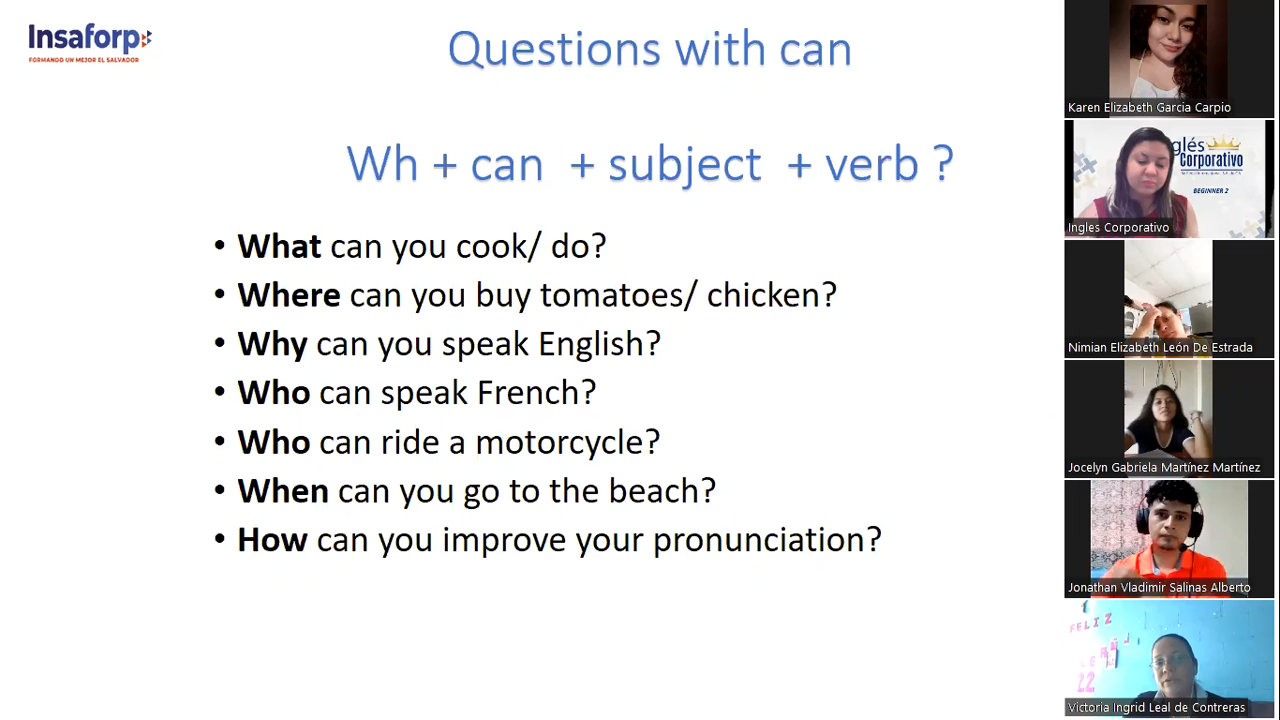 Insaforp
FORMANDO UN MEJOR EL SALVADOR
Questions with can
Wh + can + subject + verb ?
• What can you cook/ do?
• Where can you buy tomatoes/ chicken?
• Why can you speak English?
• Who can speak French?
• Who can ride a motorcycle?
• When can you go to the beach?
• How can you improve your pronunciation?
Karen Elizabeth Garcia Carpio
glés
Corporativo
BEGINNER 2
Ingles Corporativo
Nimian Elizabeth León De Estrada
Jocelyn Gabriela Martínez Martínez
Jonathan Vladimir Salinas Alberto
FELIZ
22
Victoria Ingrid Leal de Contreras